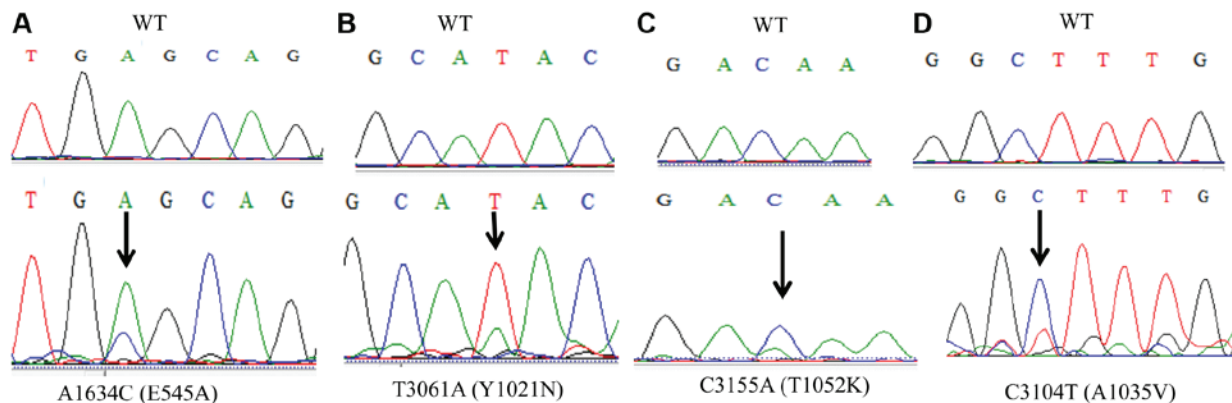 A
WT
T G A G C A G
T G A G C A G
A1634C (E545A)
B
WT
G C A T A C
G C A T A C
T3061A (Y1021N)
C
WT
G A C A A
G A C A A
C3155A (T1052K)
D
WT
G G C T T T G
G G C T T T G
C3104T (A1035V)